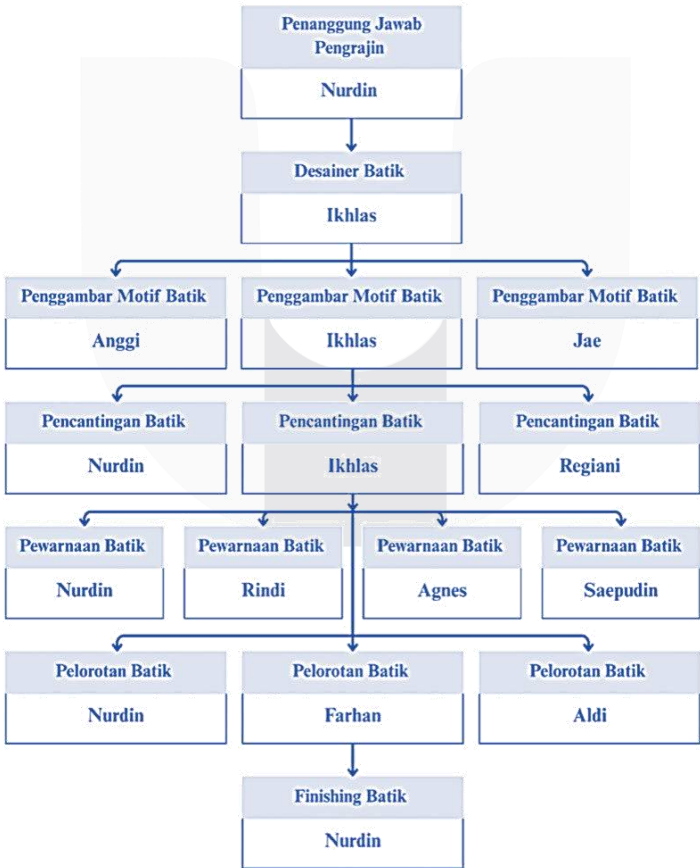 Penanggung Jawab
Pengrajin
Nurdin
Desainer Batik
Ikhlas
Penggambar Motif Batik
Anggi
Penggambar Motif Batik
Ikhlas
Penggambar Motif Batik
Jae
Pencantingan Batik
Nurdin
Pencantingan Batik
Ikhlas
Pencantingan Batik
Regiani
Pewarnaan Batik
Nurdin
Pewarnaan Batik
Rindi
Pewarnaan Batik
Agnes
Pewarnaan Batik
Saepudin
Pelorotan Batik
Nurdin
Pelorotan Batik
Farhan
Pelorotan Batik
Aldi
Finishing Batik
Nurdin